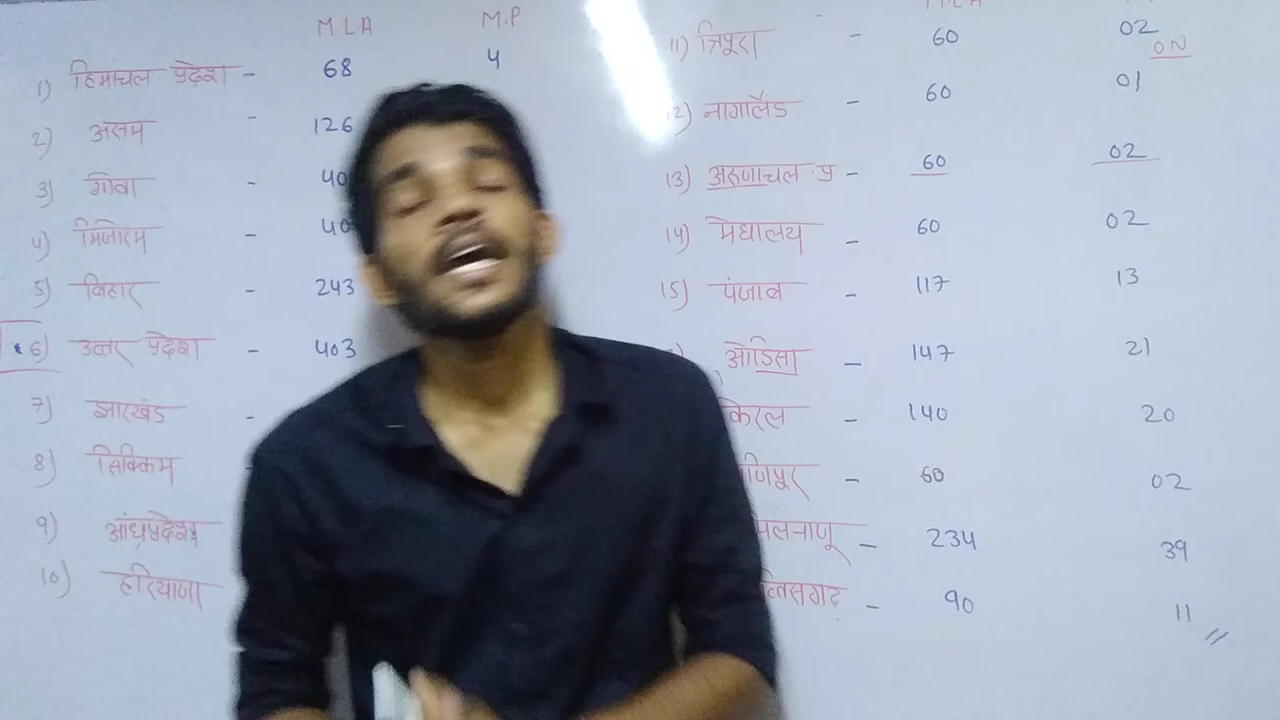 M.L.A M.P
1) हिमाचल प्रदेश - 68 4
2) असम - 126
3) गोवा - 40
4) मिजोरम - 40
5) बिहार - 243
6) उत्तर प्रदेश - 403
7) झारखंड -
8) सिक्किम
9) आंध्रप्रदेश
10) हरियाणा
11) त्रिपुरा - 60 02
ON
12) नागालैंड - 60 01
13) अरुणाचल प्र - 60 02
14) मेघालय - 60 02
15) पंजाब - 117 13
ओडिसा - 147 21
केरल - 140 20
णिपूर - 60 02
मिलनाणू - 234 39
त्तिसगढ - 90 11